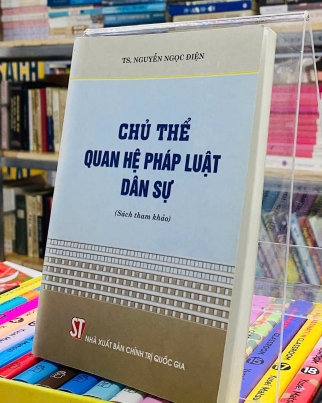 TS. NGUYỄN NGỌC ĐIỆN
CHỦ THỂ
QUAN HỆ PHÁP LUẬT
DÂN SỰ
(Sách tham khảo)
ST
NHÀ XUẤT BẢN CHÍNH TRỊ QUỐC GIA